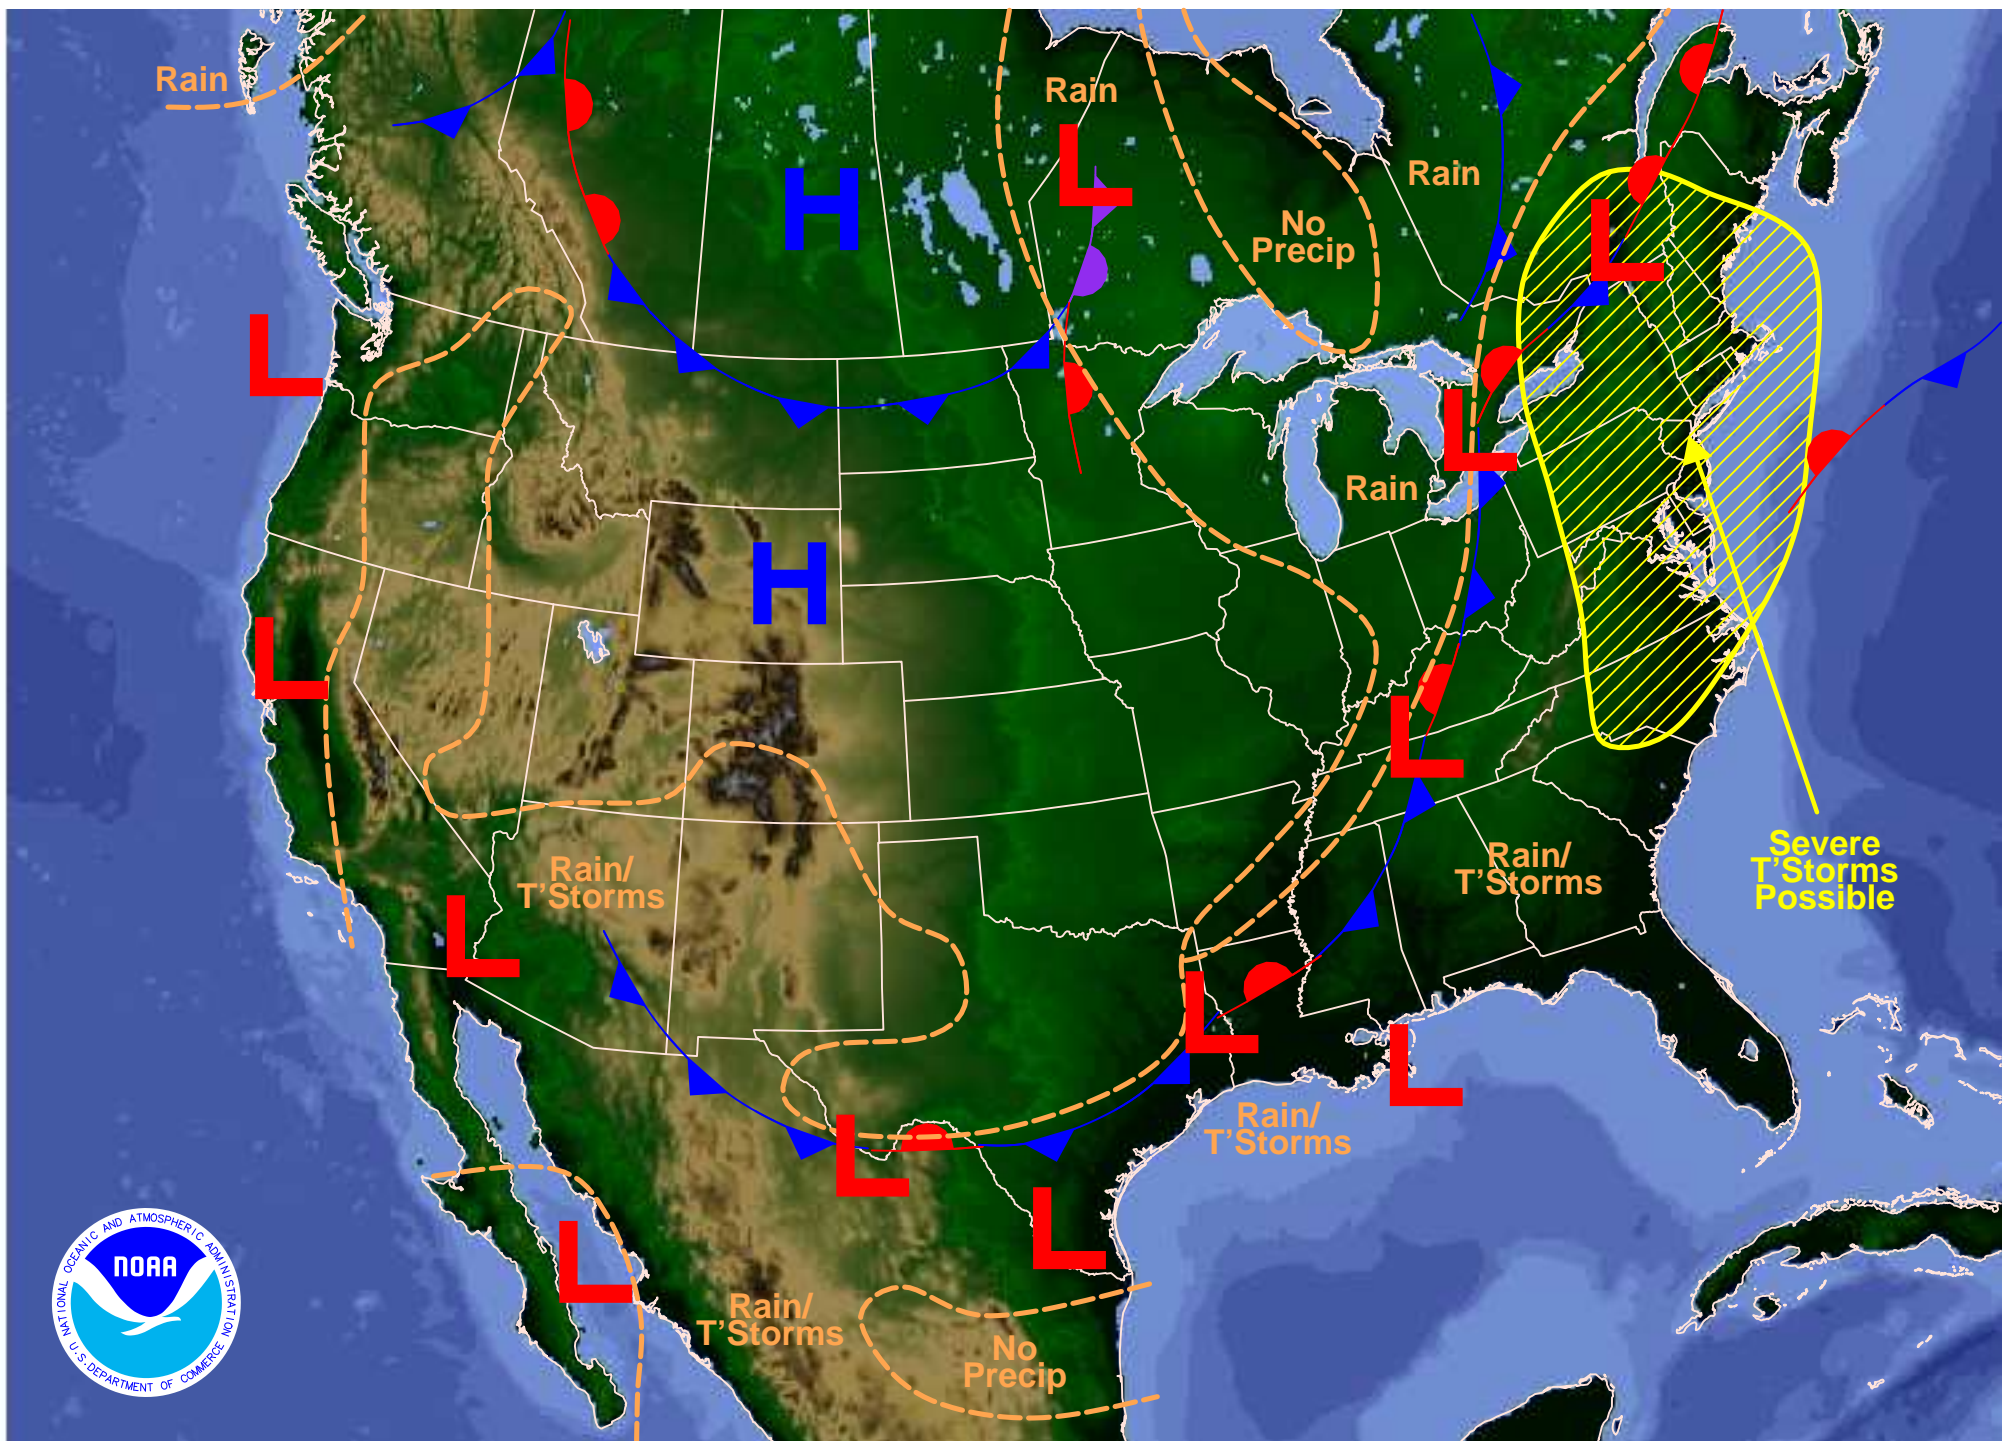 Rain
Rain
Rain
H
L
No
Precip
L
L
H
L
Rain
L
L
Severe
T'Storms
Possible
Rain/
T'Storms
Rain/
T'Storms
L
L
L
Rain/
T'Storms
L
L
L
Rain/
T'Storms
No
Precip
NATIONAL OCEANIC AND ATMOSPHERIC ADMINISTRATION
NOAA
U.S. DEPARTMENT OF COMMERCE